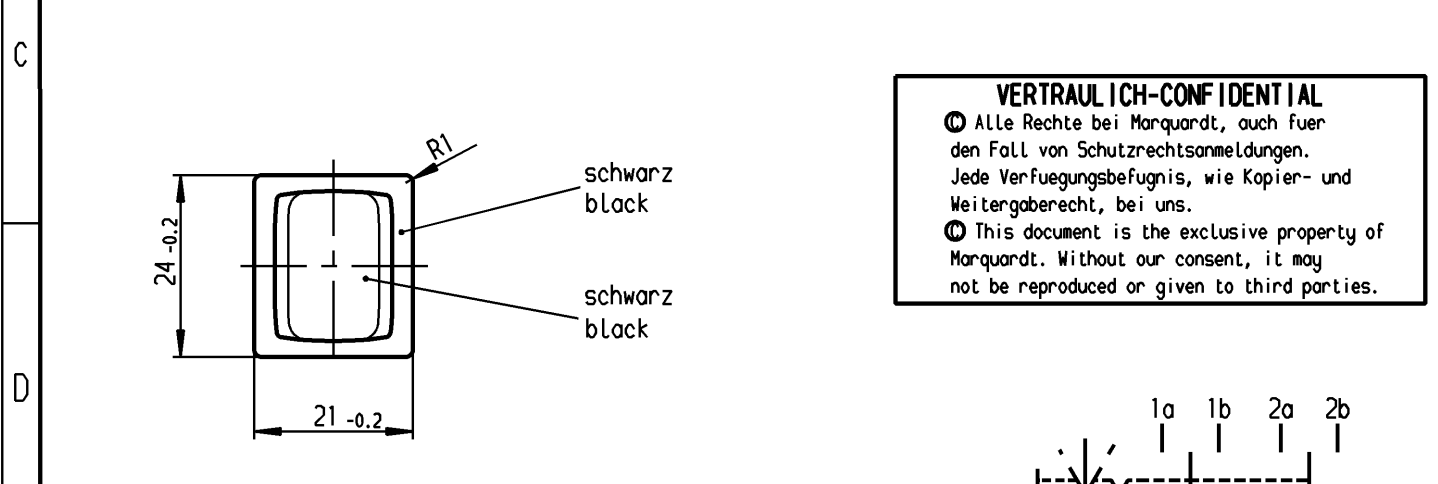 C
VERTRAULICH-CONFIDENTIAL
© Alle Rechte bei Marquardt, auch fuer
den Fall von Schutzrechtsanmeldungen.
Jede Verfuegungsbefugnis, wie Kopier- und
Weitergaberecht, bei uns.
© This document is the exclusive property of
Marquardt. Without our consent, it may
not be reproduced or given to third parties.
R1
schwarz
black
24 -0.2
schwarz
black
D
21 -0.2
1a 1b 2a 2b